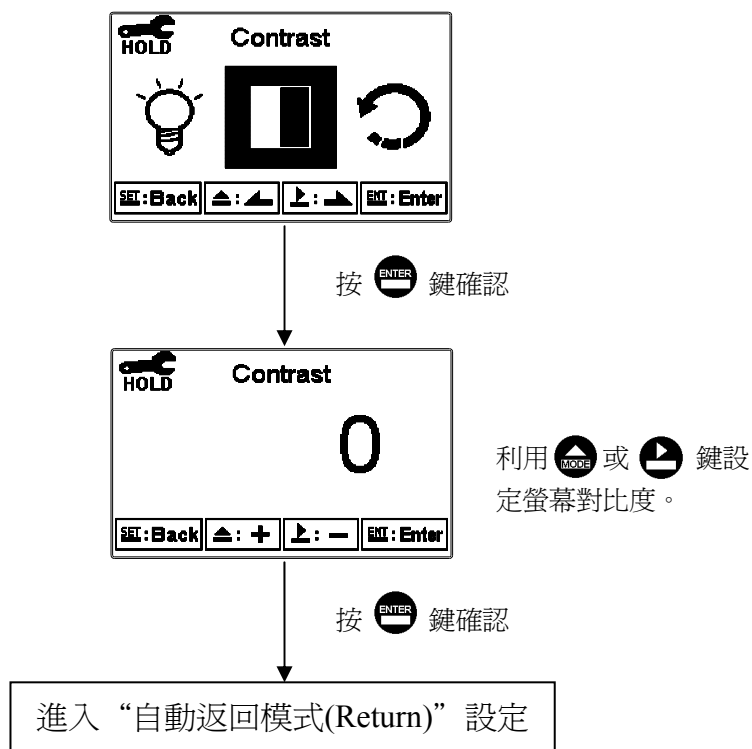 HOLD Contrast
SET:Back ▲: ENT:Enter
按 ENTER 鍵確認
HOLD Contrast
0
利用 MODE 或 鍵設
定螢幕對比度。
SET:Back ▲:+ :- ENT:Enter
按 ENTER 鍵確認
進入“自動返回模式(Return)”設定